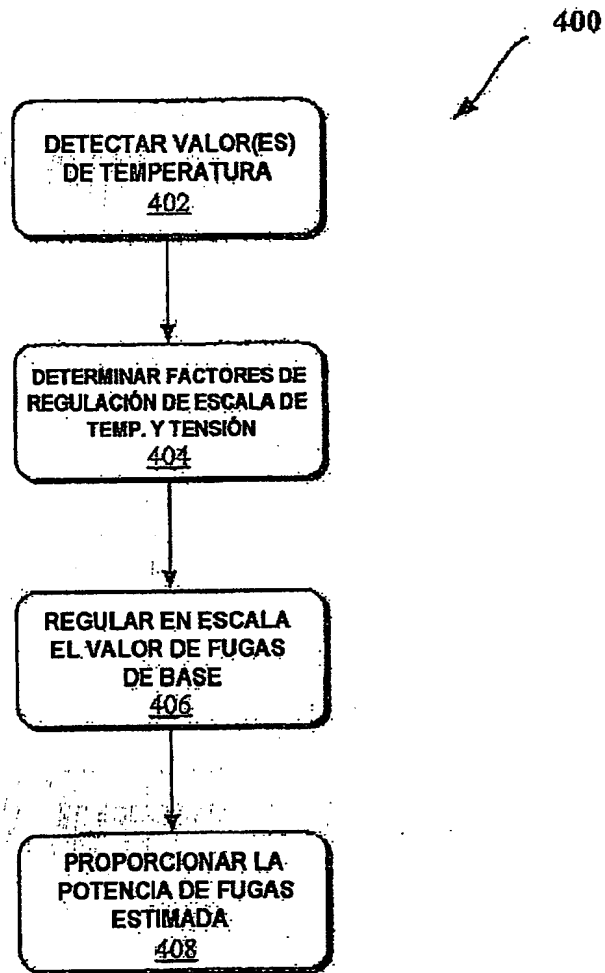 400
DETECTAR VALOR(ES)
DE TEMPERATURA
402
DETERMINAR FACTORES DE
REGULACIÓN DE ESCALA DE
TEMP. Y TENSIÓN
404
REGULAR EN ESCALA
EL VALOR DE FUGAS
DE BASE
406
PROPORCIONAR LA
POTENCIA DE FUGAS
ESTIMADA
408